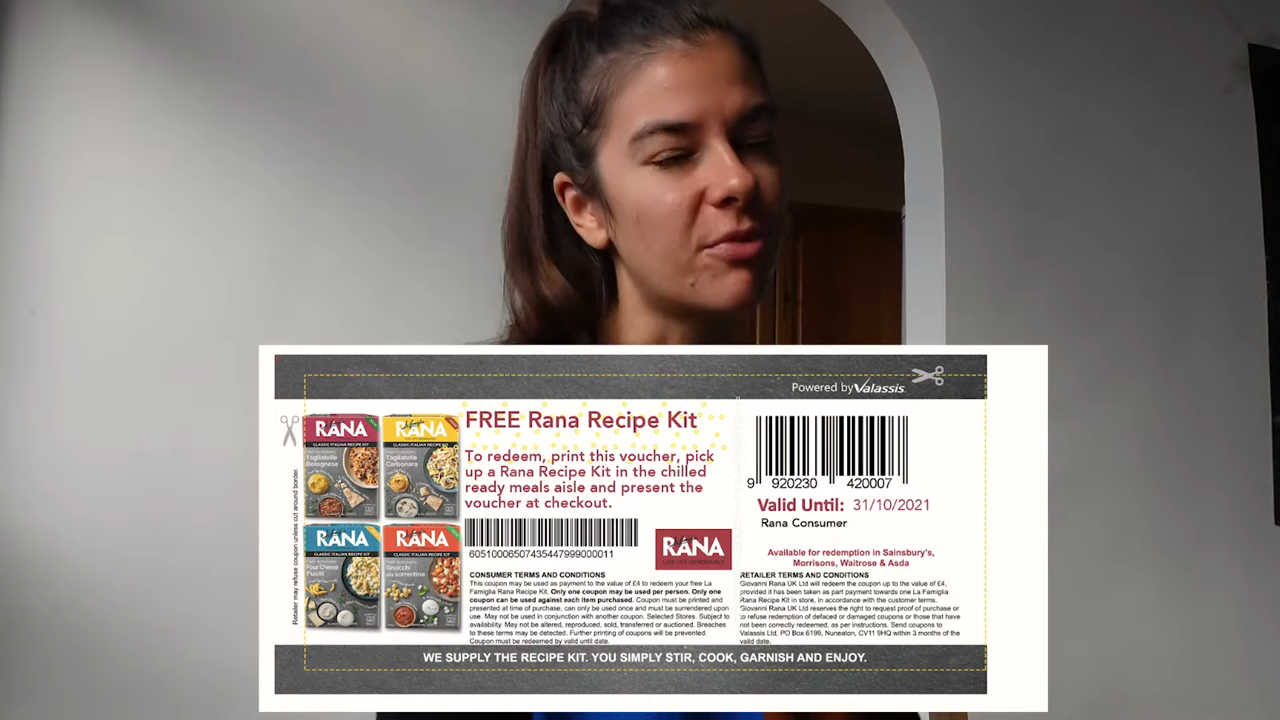 Powered by Valassis
Retailer may refuse coupon unless cut around border.
RANA
CLASSIC ITALIAN RECIPE KIT
Tagliatelle
Bolognese
RANA
CLASSIC ITALIAN RECIPE KIT
Tagliatelle
Carbonara
RANA
CLASSIC ITALIAN RECIPE KIT
Four Cheese
Fusilli
RANA
CLASSIC ITALIAN RECIPE KIT
Gnocchi
alla sorrentina
FREE Rana Recipe Kit
To redeem, print this voucher, pick
up a Rana Recipe Kit in the chilled
ready meals aisle and present the
voucher at checkout.
6051000650743544799900011
RANA
CONSUMER TERMS AND CONDITIONS
This coupon may be used as payment to the value of £4 to redeem your free La
Famiglia Rana Recipe Kit. Only one coupon may be used per person. Only one
coupon can be used against each item purchased. Coupon must be printed and
presented at time of purchase, can only be used once and must be surrendered upon
use. May not be used in conjunction with another coupon. Selected Stores. Subject to
availability. May not be altered, reproduced, sold, transferred or auctioned. Breaches
to these terms may be detected. Further printing of coupons will be prevented.
Coupon must be redeemed by valid until date.
9 920230 420007
Valid Until: 31/10/2021
Rana Consumer
Available for redemption in Sainsbury's,
Morrisons, Waitrose & Asda
RETAILER TERMS AND CONDITIONS
Giovanni Rana UK Ltd will redeem the coupon up to the value of £4,
provided it has been taken as part payment towards one La Famiglia
Rana Recipe Kit in store, in accordance with the customer terms.
Giovanni Rana UK Ltd reserves the right to request proof of purchase or
to refuse redemption of defaced or damaged coupons or those that have
not been correctly redeemed, as per instructions. Send coupons to
Valassis Ltd, PO Box 6199, Nuneaton, CV11 9HQ within 3 months of the
valid date.
WE SUPPLY THE RECIPE KIT. YOU SIMPLY STIR, COOK, GARNISH AND ENJOY.